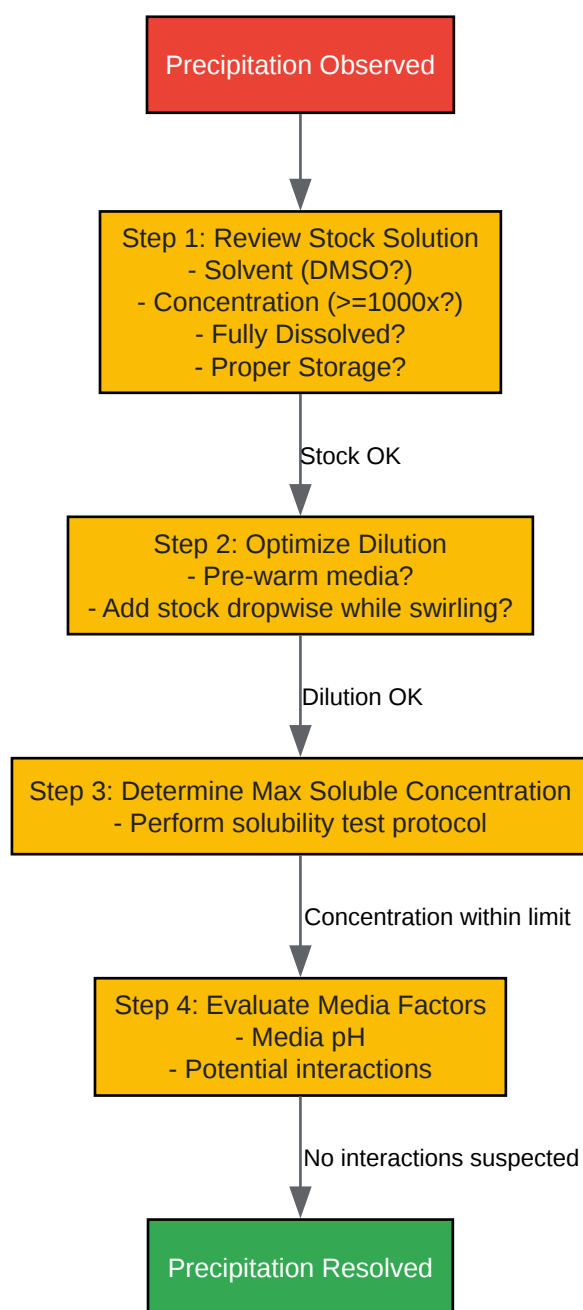 Precipitation Observed
Step 1: Review Stock Solution
- Solvent (DMSO?)
- Concentration (>=1000x?)
- Fully Dissolved?
- Proper Storage?
Stock OK
Step 2: Optimize Dilution
- Pre-warm media?
- Add stock dropwise while swirling?
Dilution OK
Step 3: Determine Max Soluble Concentration
- Perform solubility test protocol
Concentration within limit
Step 4: Evaluate Media Factors
- Media pH
- Potential interactions
No interactions suspected
Precipitation Resolved